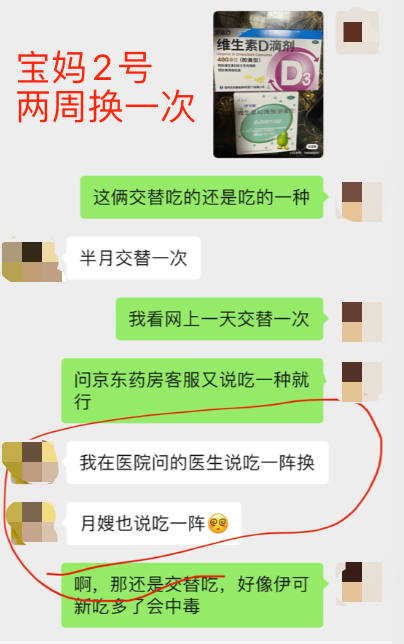 宝妈2号
两周换一次
维生素D滴剂
400单位(胶囊型)
D3
这俩交替吃的还是吃的一种
半月交替一次
我看网上一天交替一次
问京东药房客服又说吃一种就
行
我在医院问的医生说吃一阵换
月嫂也说吃一阵😵‍💫
啊，那还是交替吃，好像伊可
新吃多了会中毒